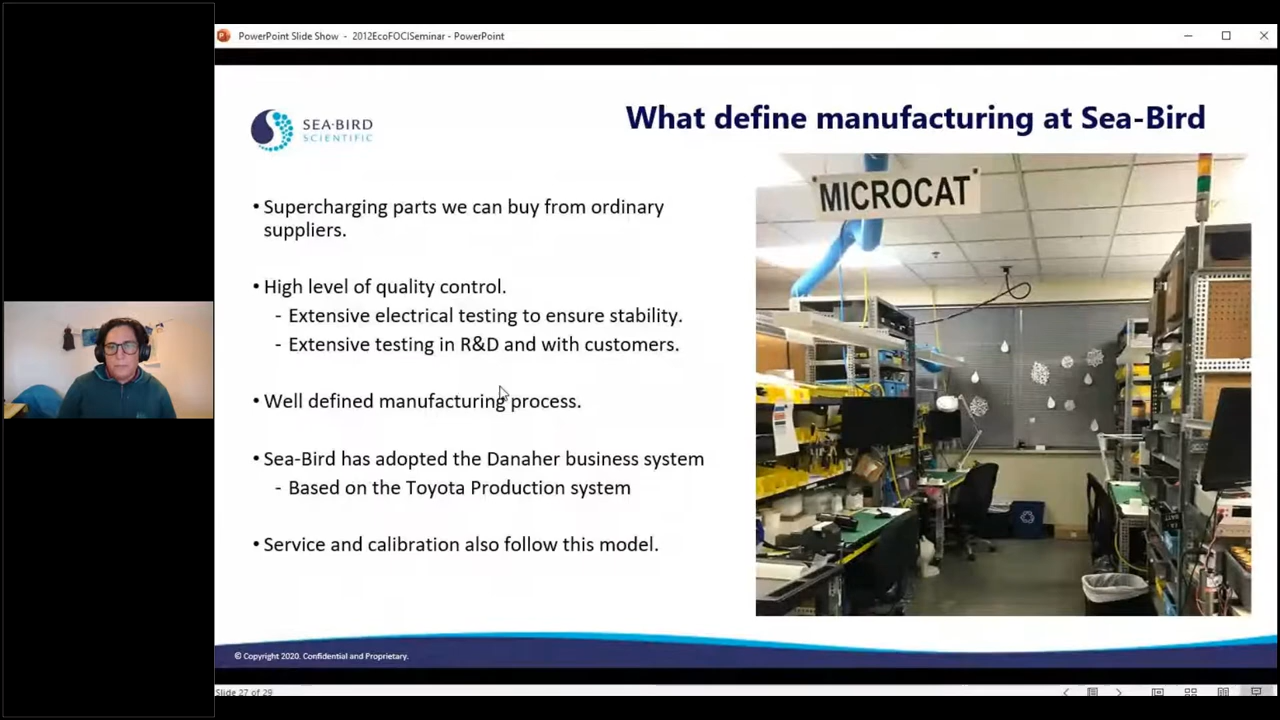 PowerPoint Slide Show - 2012EcoFOCISeminar - PowerPoint
SEA·BIRD
SCIENTIFIC
What define manufacturing at Sea-Bird
• Supercharging parts we can buy from ordinary
suppliers.
• High level of quality control.
- Extensive electrical testing to ensure stability.
- Extensive testing in R&D and with customers.
• Well defined manufacturing process.
• Sea-Bird has adopted the Danaher business system
- Based on the Toyota Production system
• Service and calibration also follow this model.
MICROCAT
© Copyright 2020. Confidential and Proprietary.
Slide 27 of 29